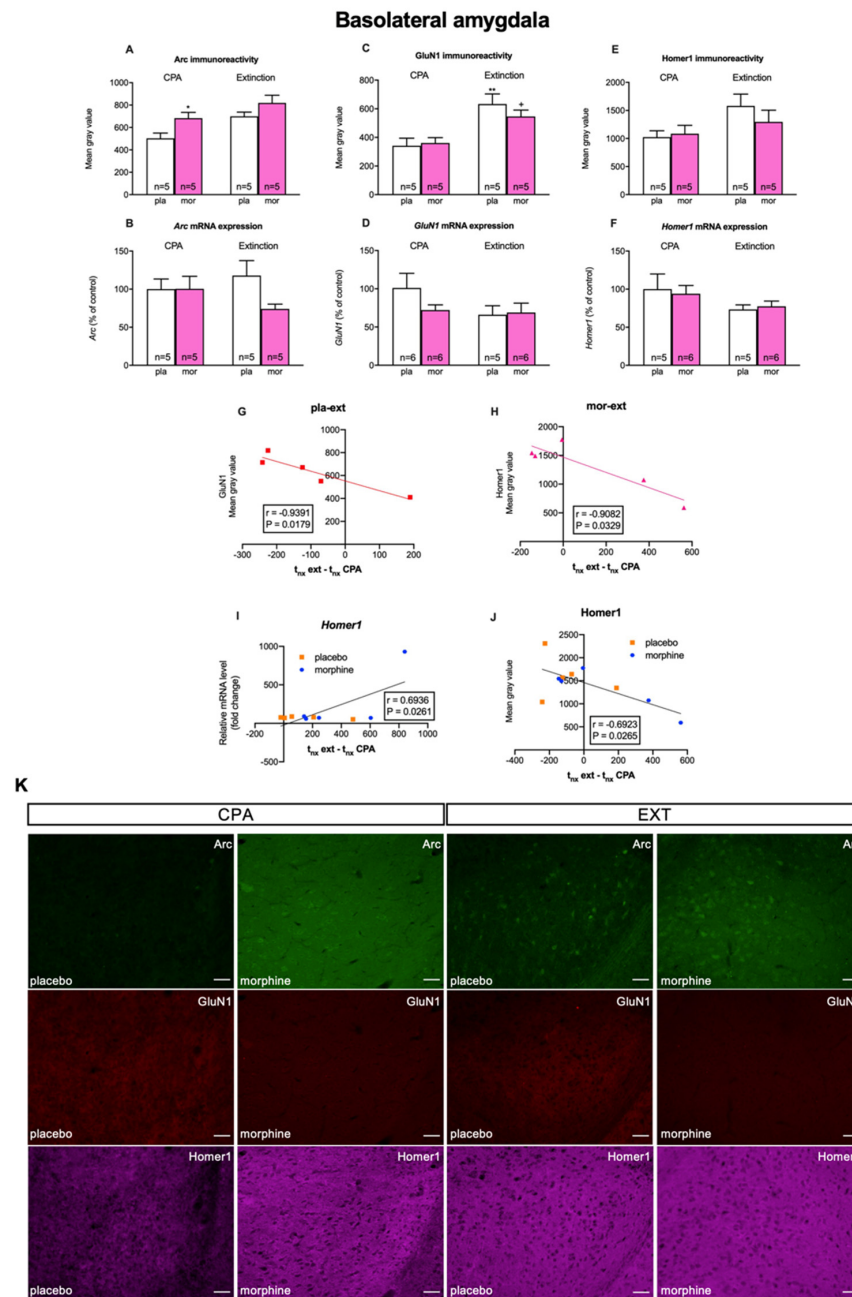 Basolateral amygdala
A
Arc immunoreactivity
CPA
Extinction
Mean gray value
1000
800
600
400
200
0
*
n=5
n=5
n=5
n=5
pla
mor
pla
mor
C
GluN1 immunoreactivity
CPA
Extinction
Mean gray value
800
600
400
200
0
**
+
n=5
n=5
n=5
n=5
pla
mor
pla
mor
E
Homer1 immunoreactivity
CPA
Extinction
Mean gray value
2000
1500
1000
500
0
n=5
n=5
n=5
n=5
pla
mor
pla
mor
B
Arc mRNA expression
CPA
Extinction
Arc (% of control)
150
100
50
0
n=5
n=5
n=5
n=5
pla
mor
pla
mor
D
GluN1 mRNA expression
CPA
Extinction
GluN1 (% of control)
150
100
50
0
n=6
n=6
n=5
n=6
pla
mor
pla
mor
F
Homer1 mRNA expression
CPA
Extinction
Homer1 (% of control)
150
100
50
0
n=5
n=6
n=5
n=6
pla
mor
pla
mor
G
pla-ext
GluN1
Mean gray value
1000
800
600
400
200
r = -0.9391
P = 0.0179
-300
-200
-100
0
100
200
tnx ext - tnx CPA
H
mor-ext
Homer1
Mean gray value
2000
1500
1000
500
r = -0.9082
P = 0.0329
-200
0
200
400
600
tnx ext - tnx CPA
I
Homer1
placebo
morphine
Relative mRNA level
(fold change)
1000
500
0
-500
r = 0.6936
P = 0.0261
-200
0
200
400
600
800
1000
tnx ext - tnx CPA
J
Homer1
placebo
morphine
Mean gray value
2500
2000
1500
1000
500
0
r = -0.6923
P = 0.0265
-400
-200
0
200
400
600
tnx ext - tnx CPA
K
CPA
EXT
Arc
placebo
Arc
morphine
Arc
placebo
Ar
morphine
GluN1
placebo
GluN1
morphine
GluN1
placebo
GluN
morphine
Homer1
placebo
Homer1
morphine
Homer1
placebo
Homer
morphine